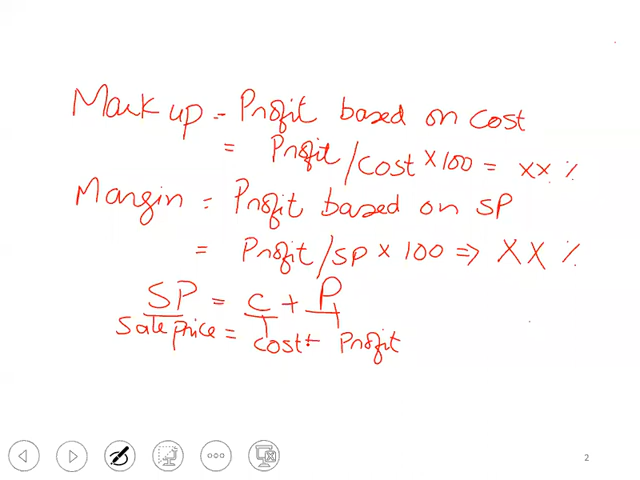 Mark up = Profit based on cost
= Profit / cost × 100 = xx %
Margin = Profit based on SP
= Profit / SP × 100 ⇒ XX %
SP = C + P
Sale price = cost + Profit
2